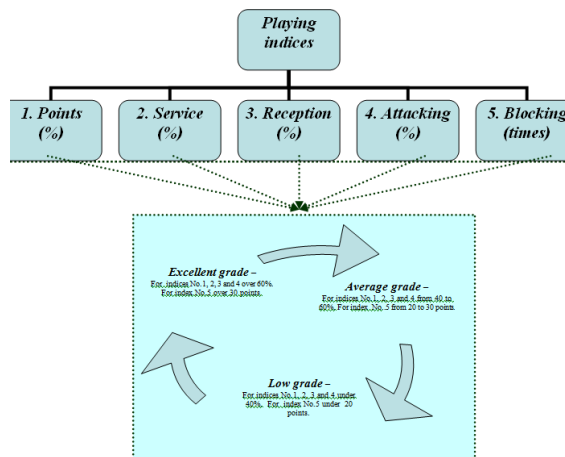 Playing
indices
1. Points
(%)
2. Service
(%)
3. Reception
(%)
4. Attacking
(%)
5. Blocking
(times)
Excellent grade –
For indices No.1, 2, 3 and 4 over 60%.
For index No.5 over 30 points.
Average grade –
For indices No.1, 2, 3 and 4 from 40 to
60%. For index No. .5 from 20 to 30 points.
Low grade –
For indices No.1, 2, 3 and 4 under
40%. For index No.5 under 20
points.